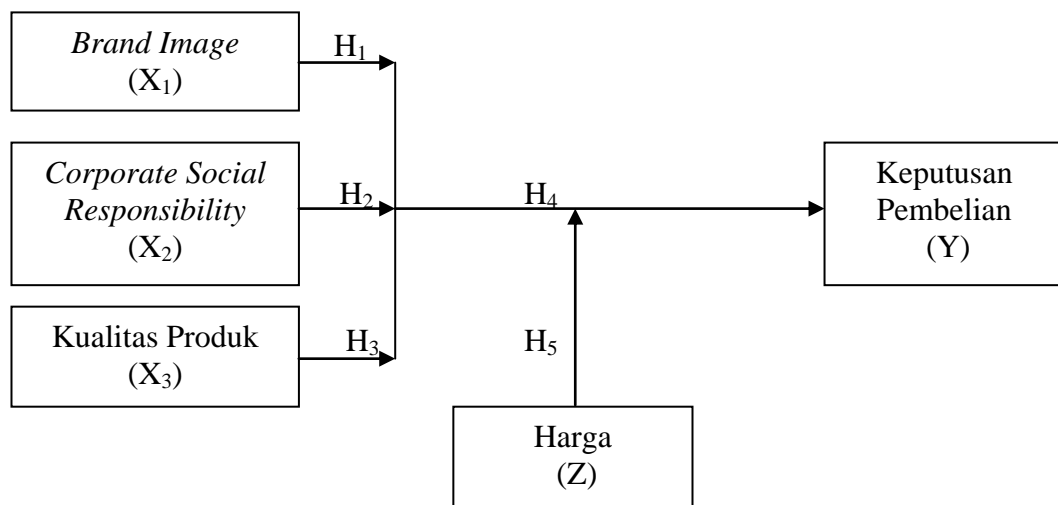 Brand Image
(X₁)
H₁
Corporate Social
Responsibility
(X₂)
H₂
H₄
Keputusan
Pembelian
(Y)
Kualitas Produk
(X₃)
H₃
H₅
Harga
(Z)